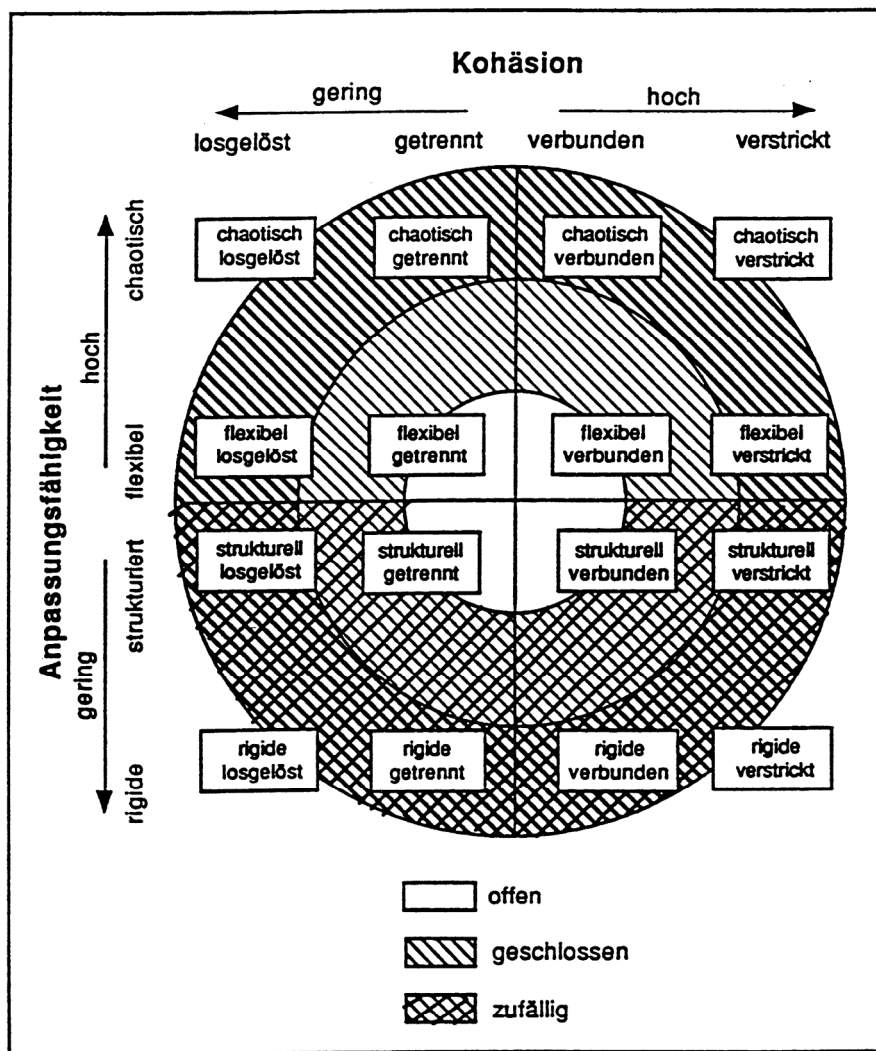 Kohäsion
gering
hoch
losgelöst
getrennt
verbunden
verstrickt
Anpassungsfähigkeit
hoch
gering
chaotisch
flexibel
strukturiert
rigide
chaotisch
losgelöst
chaotisch
getrennt
chaotisch
verbunden
chaotisch
verstrickt
flexibel
losgelöst
flexibel
getrennt
flexibel
verbunden
flexibel
verstrickt
strukturell
losgelöst
strukturell
getrennt
strukturell
verbunden
strukturell
verstrickt
rigide
losgelöst
rigide
getrennt
rigide
verbunden
rigide
verstrickt
offen
geschlossen
zufällig